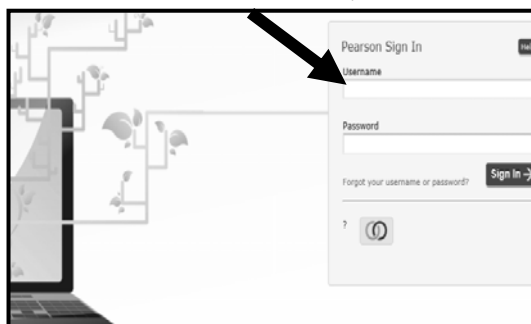 Pearson Sign In
Username
Password
Forgot your username or password?
Sign In →
?